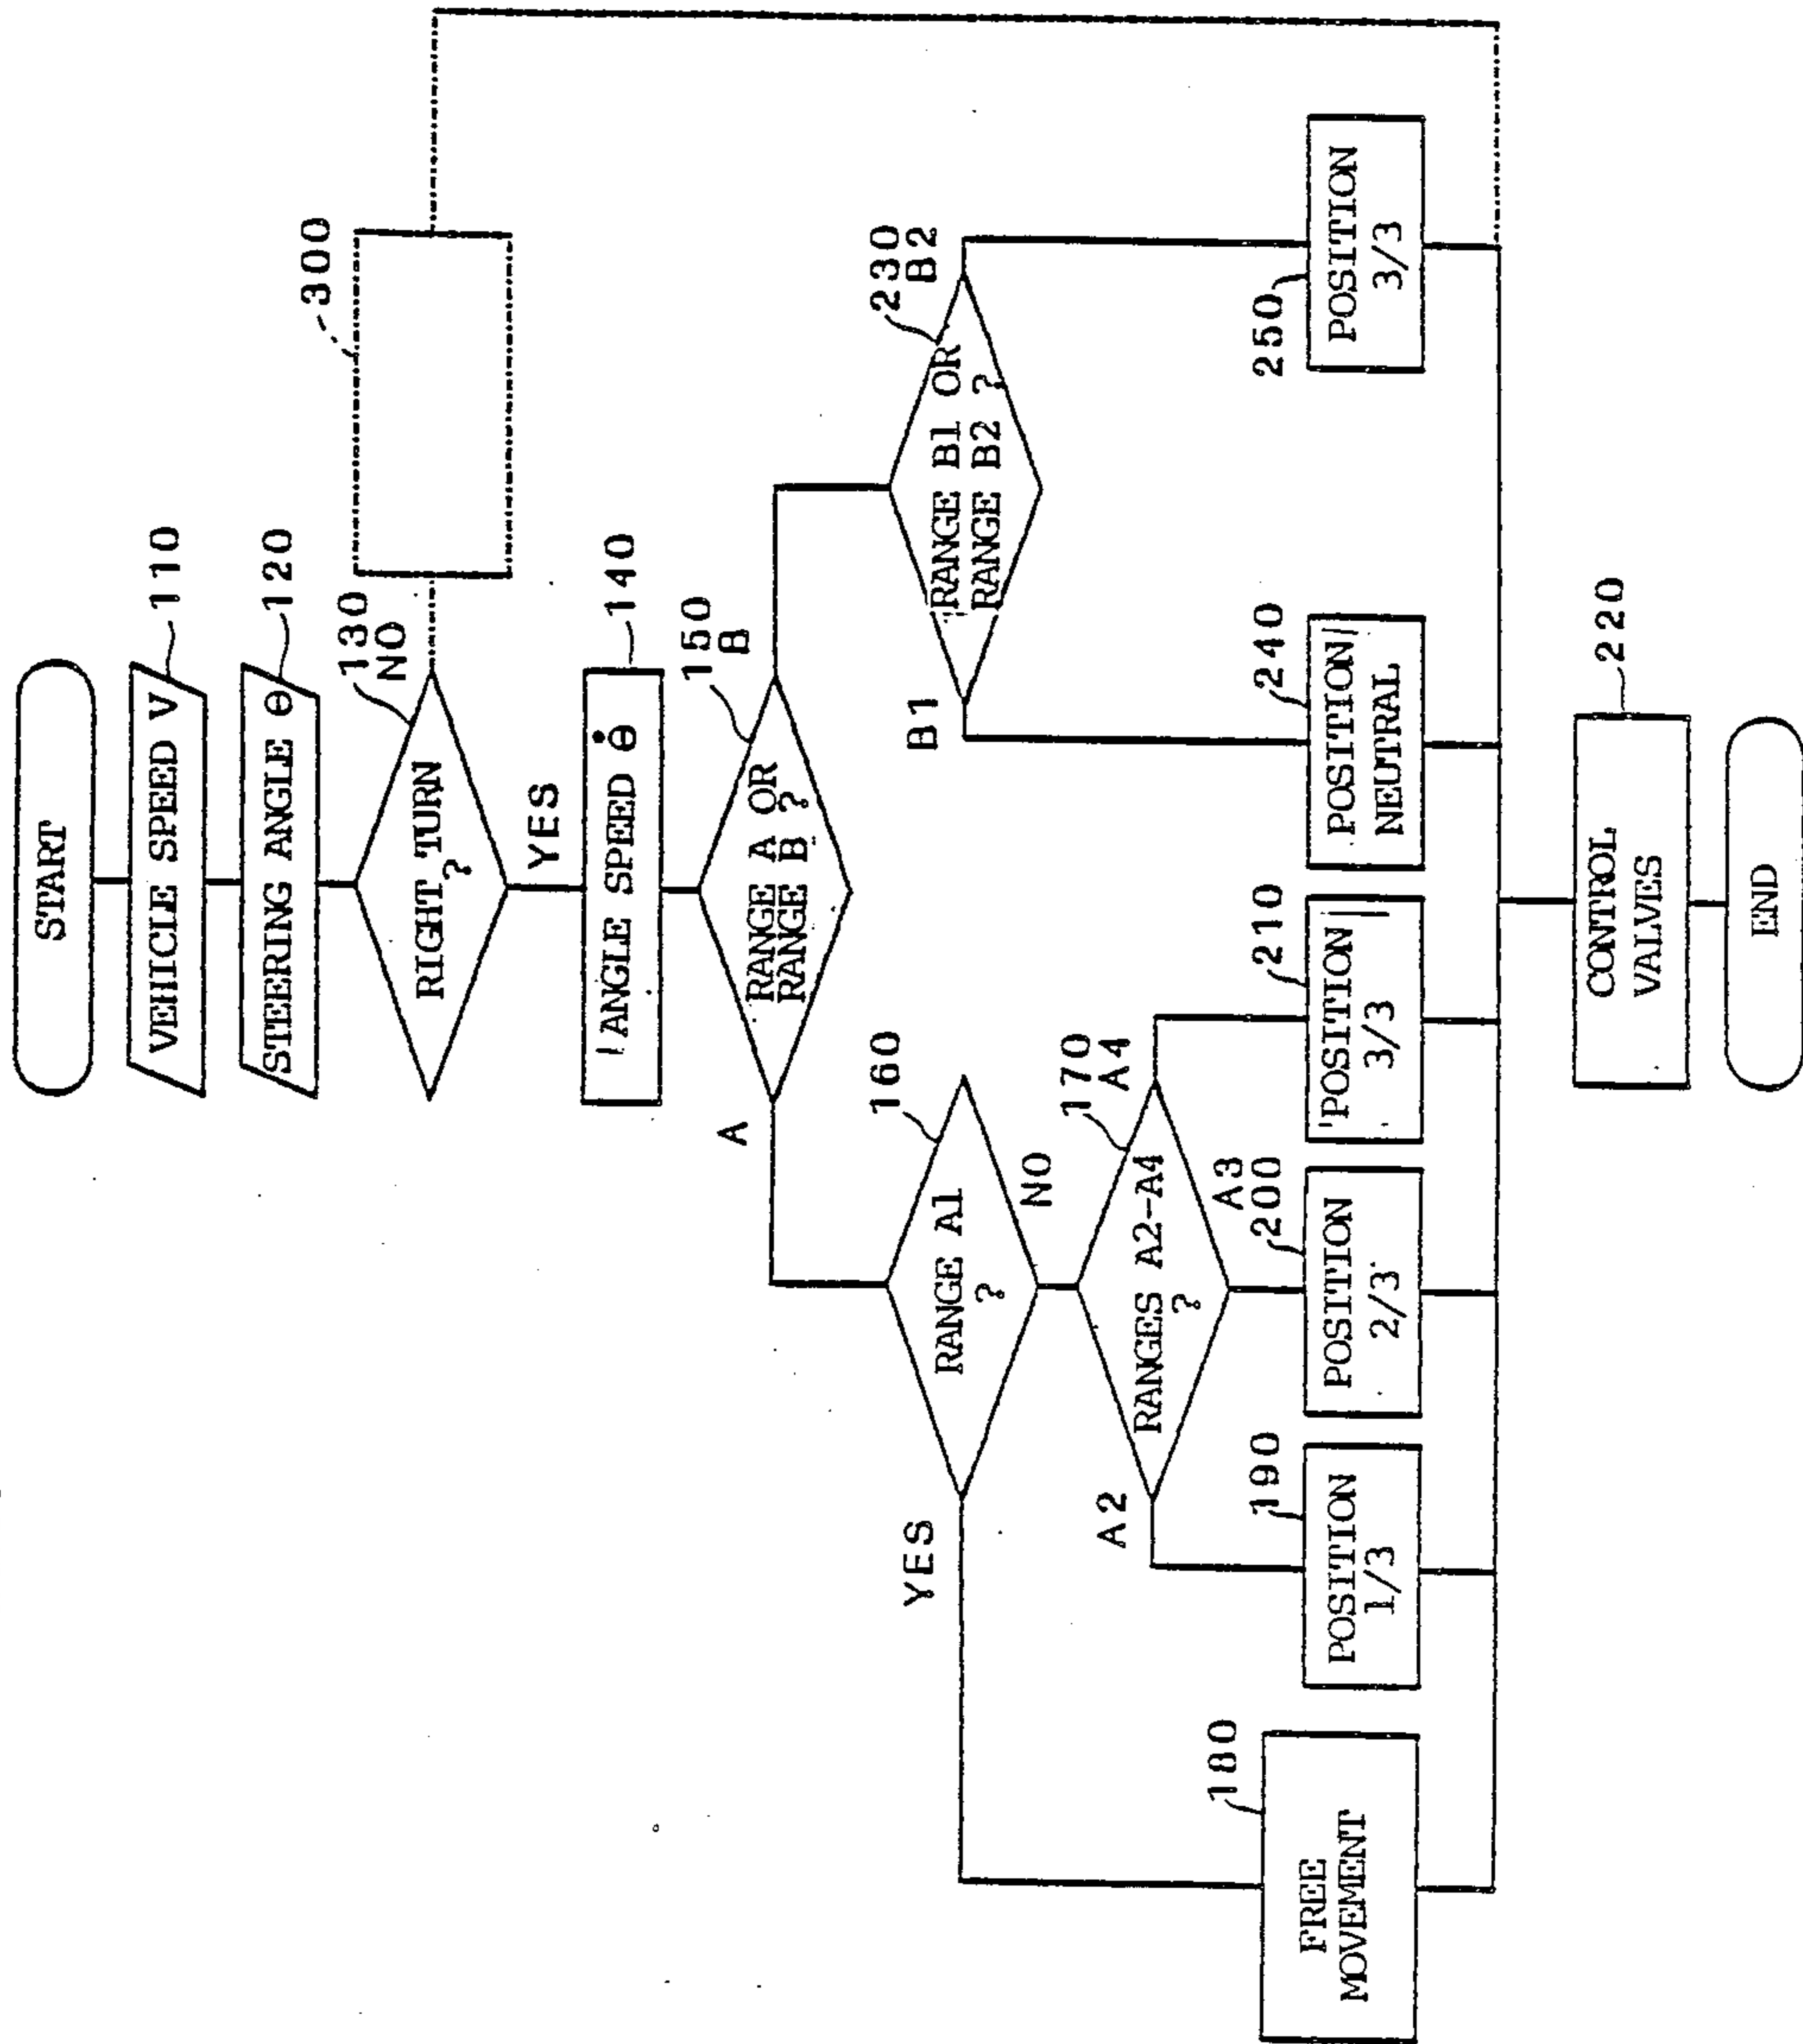 START
VEHICLE SPEED V
110
STEERING ANGLE θ
120
RIGHT TURN
?
130
NO
300
YES
ANGLE SPEED θ̇
140
RANGE A OR
RANGE B ?
150
B
A
RANGE A1
?
160
YES
NO
RANGE B1 OR
RANGE B2 ?
230
B2
B1
RANGES A2-A4
?
170
A4
A2
A3
FREE
MOVEMENT
180
POSITION
1/3
190
POSITION
2/3
200
POSITION
3/3
210
POSITION
NEUTRAL
240
POSITION
3/3
250
CONTROL
VALVES
220
END